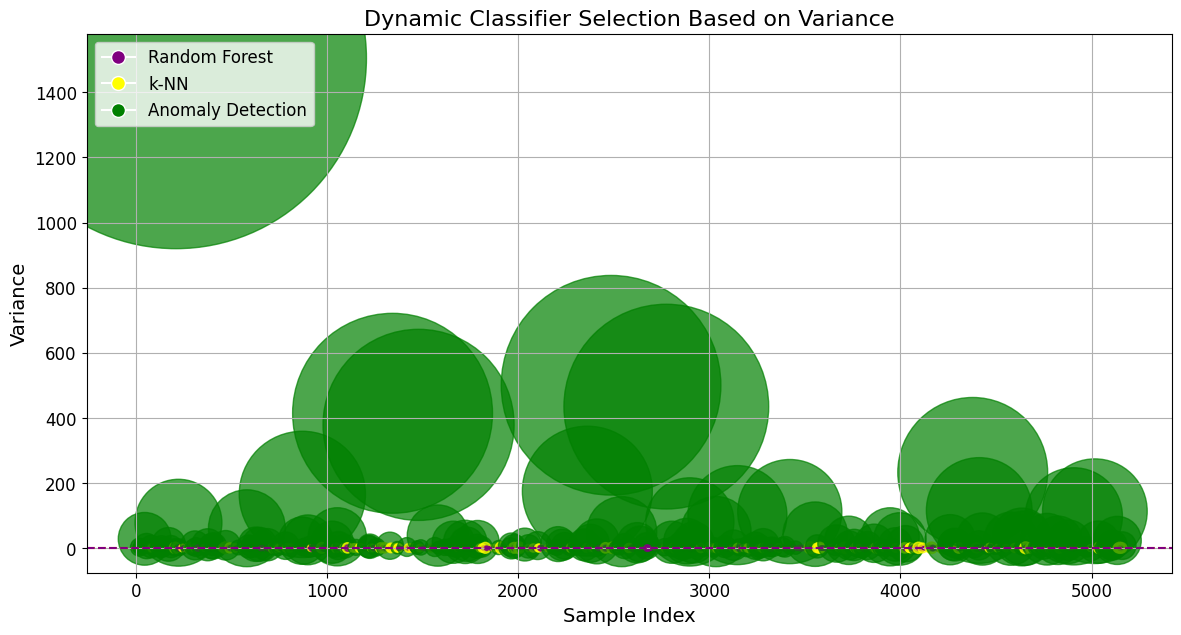 Dynamic Classifier Selection Based on Variance
Random Forest
k-NN
Anomaly Detection
1400
1200
1000
800
600
400
200
0
Variance
0 1000 2000 3000 4000 5000
Sample Index